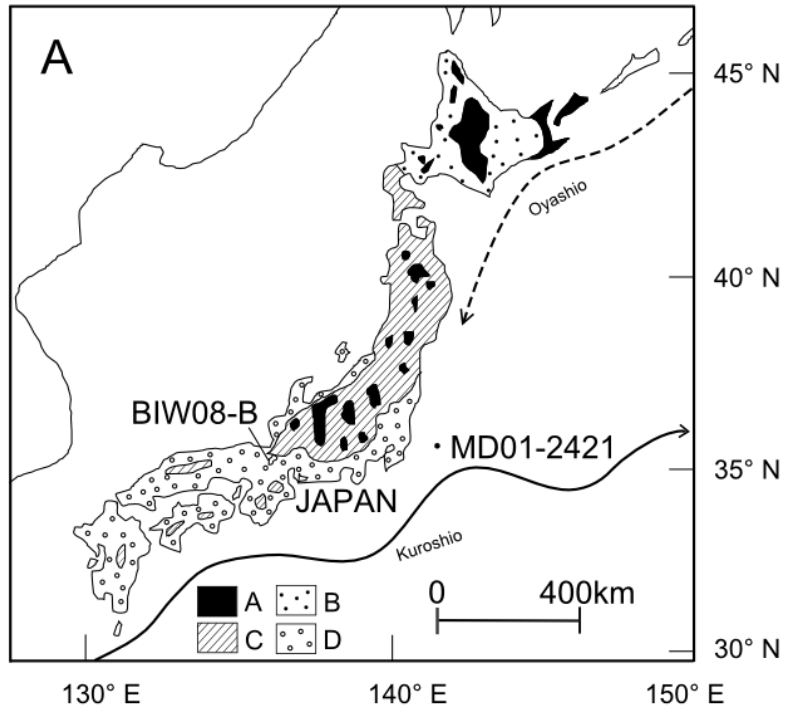 A
45° N
Oyashio
40° N
BIW08-B
MD01-2421
35° N
JAPAN
Kuroshio
A B
C D
0 400km
30° N
130° E 140° E 150° E